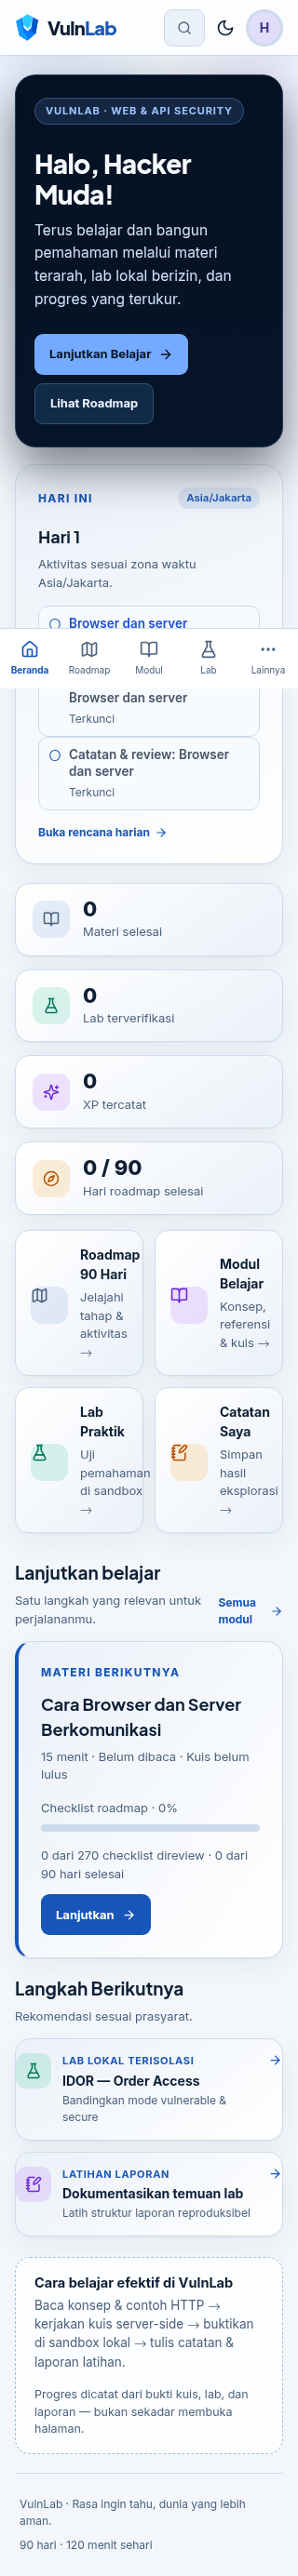 VulnLab
H
VULNLAB · WEB & API SECURITY
Halo, Hacker
Muda!
Terus belajar dan bangun
pemahaman melalui materi
terarah, lab lokal berizin, dan
progres yang terukur.
Lanjutkan Belajar →
Lihat Roadmap
HARI INI
Asia/Jakarta
Hari 1
Aktivitas sesuai zona waktu
Asia/Jakarta.
Browser dan server
Beranda
Roadmap
Modul
Lab
Lainnya
Browser dan server
Terkunci
Catatan & review: Browser
dan server
Terkunci
Buka rencana harian →
0
Materi selesai
0
Lab terverifikasi
0
XP tercatat
0 / 90
Hari roadmap selesai
Roadmap
90 Hari
Jelajahi
tahap &
aktivitas
→
Modul
Belajar
Konsep,
referensi
& kuis →
Lab
Praktik
Uji
pemahaman
di sandbox
→
Catatan
Saya
Simpan
hasil
eksplorasi
→
Lanjutkan belajar
Satu langkah yang relevan untuk
perjalananmu.
Semua
modul →
MATERI BERIKUTNYA
Cara Browser dan Server
Berkomunikasi
15 menit · Belum dibaca · Kuis belum
lulus
Checklist roadmap · 0%
0 dari 270 checklist direview · 0 dari
90 hari selesai
Lanjutkan →
Langkah Berikutnya
Rekomendasi sesuai prasyarat.
LAB LOKAL TERISOLASI →
IDOR — Order Access
Bandingkan mode vulnerable &
secure
LATIHAN LAPORAN →
Dokumentasikan temuan lab
Latih struktur laporan reproduksibel
Cara belajar efektif di VulnLab
Baca konsep & contoh HTTP →
kerjakan kuis server-side → buktikan
di sandbox lokal → tulis catatan &
laporan latihan.
Progres dicatat dari bukti kuis, lab, dan
laporan — bukan sekadar membuka
halaman.
VulnLab · Rasa ingin tahu, dunia yang lebih
aman.
90 hari · 120 menit sehari